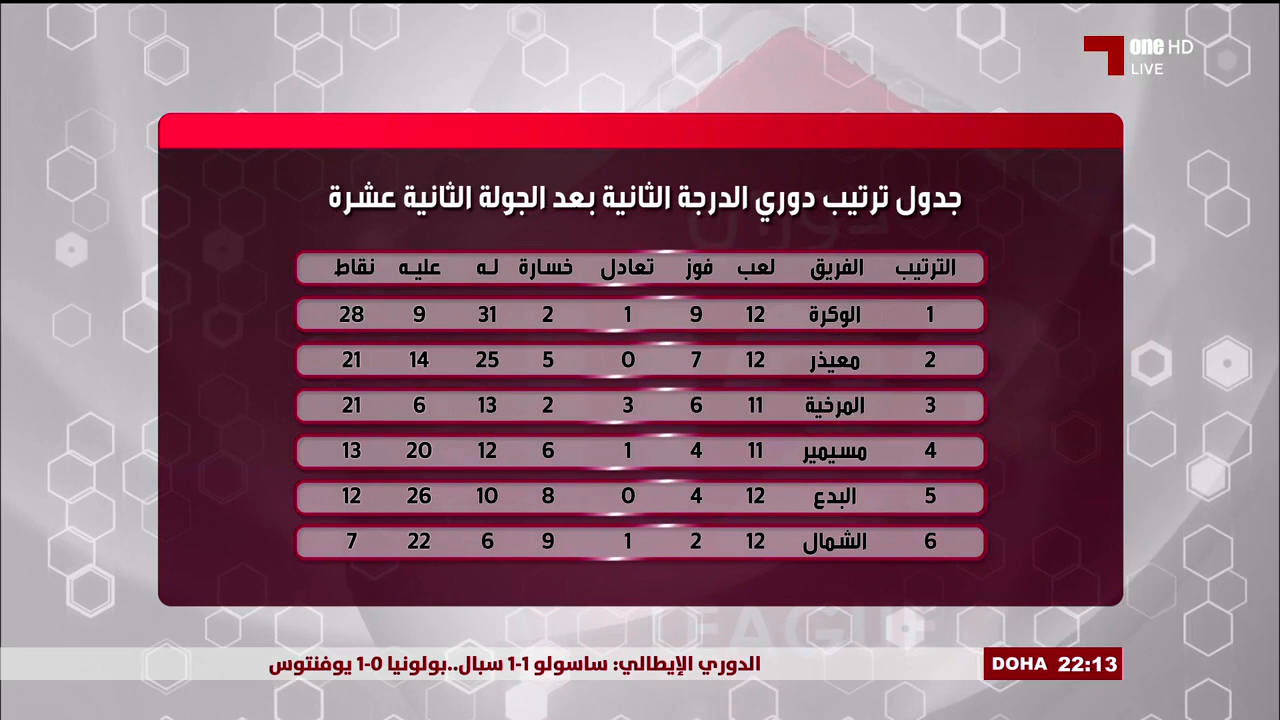 one HD
LIVE
جدول ترتيب دوري الدرجة الثانية بعد الجولة الثانية عشرة
الترتيب الفريق لعب فوز تعادل خسارة له عليه نقاط
1 الوكرة 12 9 1 2 31 9 28
2 معيذر 12 7 0 5 25 14 21
3 المرخية 11 6 3 2 13 6 21
4 مسيمير 11 4 1 6 12 20 13
5 البدع 12 4 0 8 10 26 12
6 الشمال 12 2 1 9 6 22 7
DOHA 22:13
الدوري الإيطالي: ساسولو 1-1 سبال..بولونيا 0-1 يوفنتوس